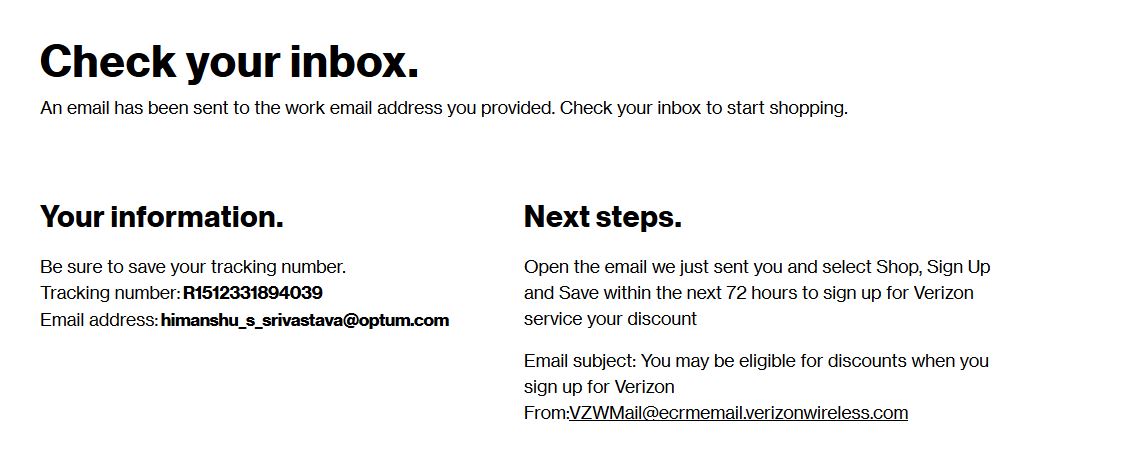 Check your inbox.
An email has been sent to the work email address you provided. Check your inbox to start shopping.
Your information.
Be sure to save your tracking number.
Tracking number: R1512331894039
Email address: himanshu_s_srivastava@optum.com
Next steps.
Open the email we just sent you and select Shop, Sign Up
and Save within the next 72 hours to sign up for Verizon
service your discount
Email subject: You may be eligible for discounts when you
sign up for Verizon
From:VZWMail@ecrmemail.verizonwireless.com